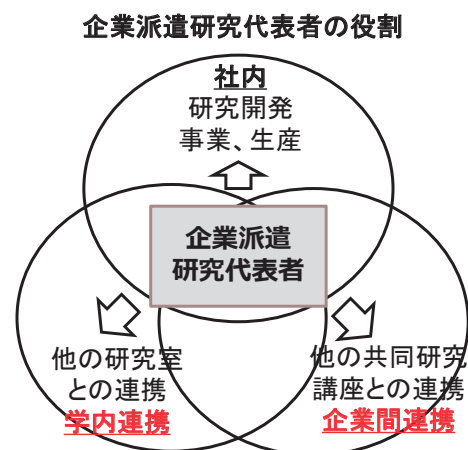 企業派遣研究代表者の役割
社内
研究開発
事業、生産
企業派遣
研究代表者
他の研究室
との連携
学内連携
他の共同研究
講座との連携
企業間連携